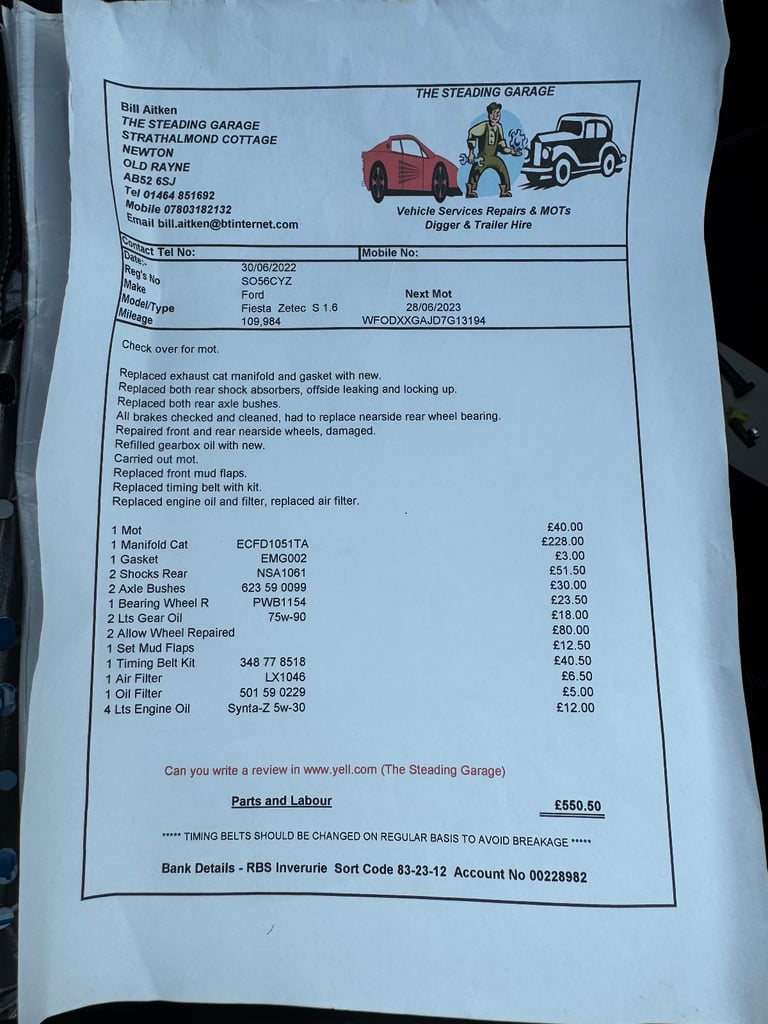 THE STEADING GARAGE
Bill Aitken
THE STEADING GARAGE
STRATHALMOND COTTAGE
NEWTON
OLD RAYNE
AB52 6SJ
Tel 01464 851692
Mobile 07803182132
Email bill.aitken@btinternet.com
Vehicle Services Repairs & MOTs
Digger & Trailer Hire
Contact Tel No: Mobile No:
Date:- 30/06/2022
Reg's No SO56CYZ
Make Ford Next Mot
Model/Type Fiesta Zetec S 1.6 28/06/2023
Mileage 109,984 WFODXXGAJD7G13194
Check over for mot.
Replaced exhaust cat manifold and gasket with new.
Replaced both rear shock absorbers, offside leaking and locking up.
Replaced both rear axle bushes.
All brakes checked and cleaned, had to replace nearside rear wheel bearing.
Repaired front and rear nearside wheels, damaged.
Refilled gearbox oil with new.
Carried out mot.
Replaced front mud flaps.
Replaced timing belt with kit.
Replaced engine oil and filter, replaced air filter.
1 Mot £40.00
1 Manifold Cat ECFD1051TA £228.00
1 Gasket EMG002 £3.00
2 Shocks Rear NSA1061 £51.50
2 Axle Bushes 623 59 0099 £30.00
1 Bearing Wheel R PWB1154 £23.50
2 Lts Gear Oil 75w-90 £18.00
2 Allow Wheel Repaired £80.00
1 Set Mud Flaps £12.50
1 Timing Belt Kit 348 77 8518 £40.50
1 Air Filter LX1046 £6.50
1 Oil Filter 501 59 0229 £5.00
4 Lts Engine Oil Synta-Z 5w-30 £12.00
Can you write a review in www.yell.com (The Steading Garage)
Parts and Labour £550.50
***** TIMING BELTS SHOULD BE CHANGED ON REGULAR BASIS TO AVOID BREAKAGE *****
Bank Details - RBS Inverurie Sort Code 83-23-12 Account No 00228982